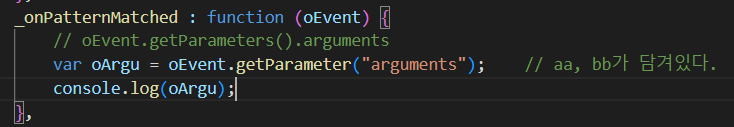 _onPatternMatched : function (oEvent) {
// oEvent.getParameters().arguments
var oArgu = oEvent.getParameter("arguments");    // aa, bb가 담겨있다.
console.log(oArgu);
},